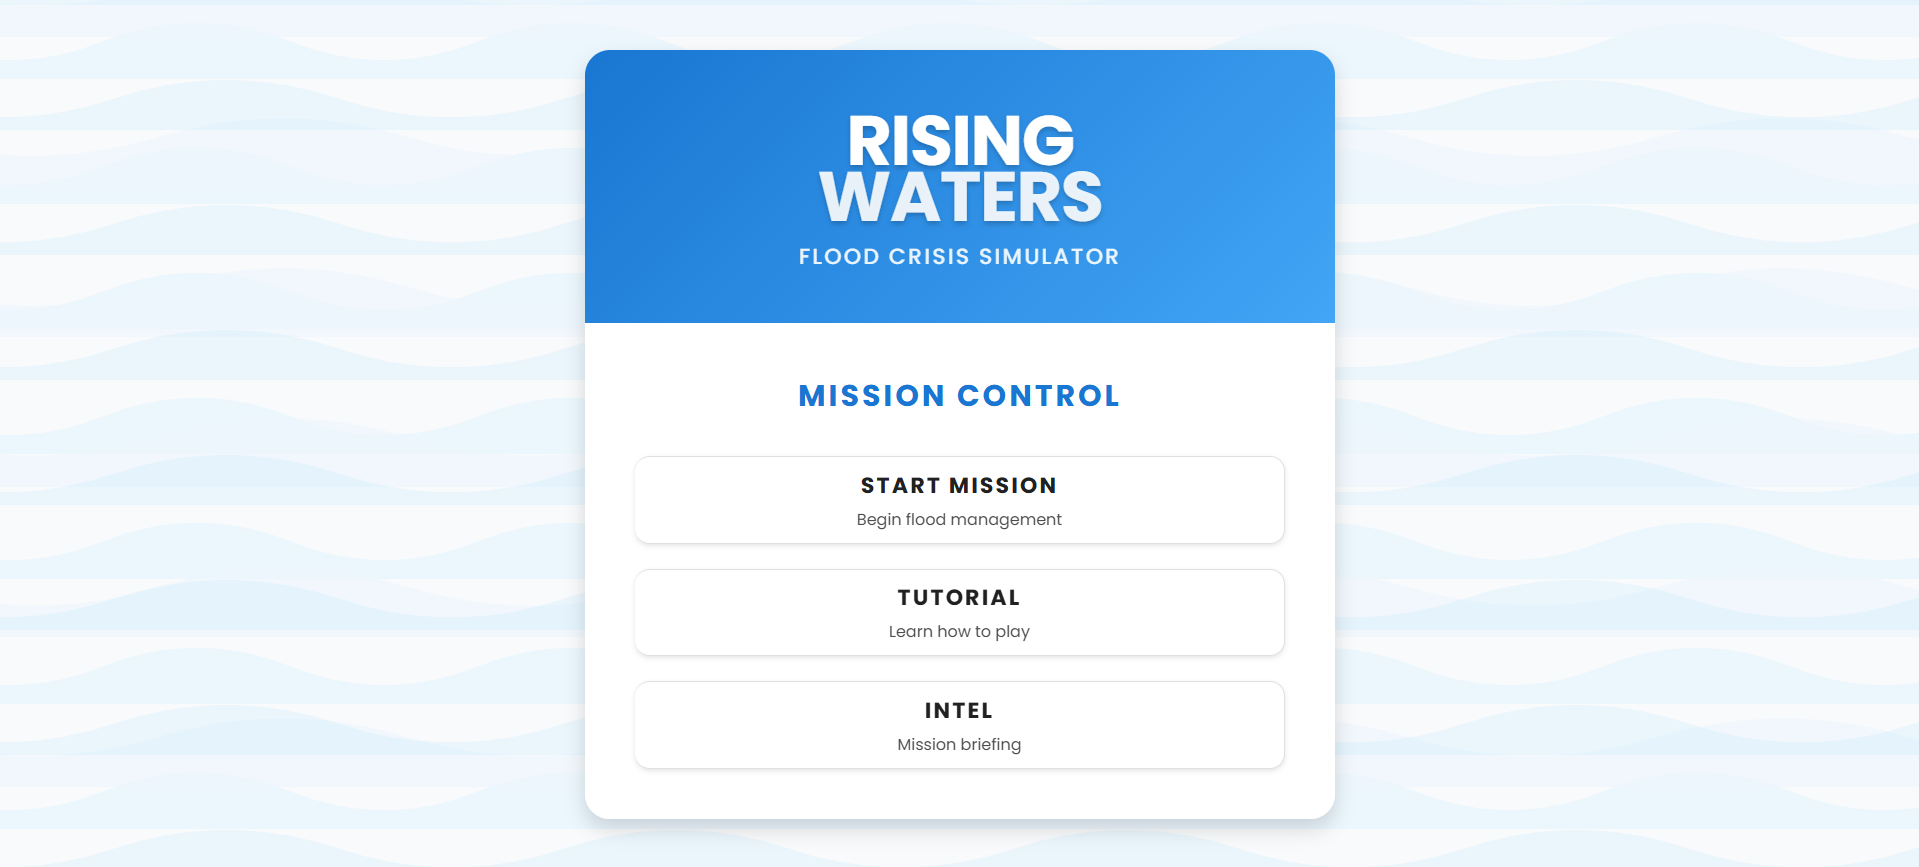 RISING
WATERS
FLOOD CRISIS SIMULATOR
MISSION CONTROL
START MISSION
Begin flood management
TUTORIAL
Learn how to play
INTEL
Mission briefing